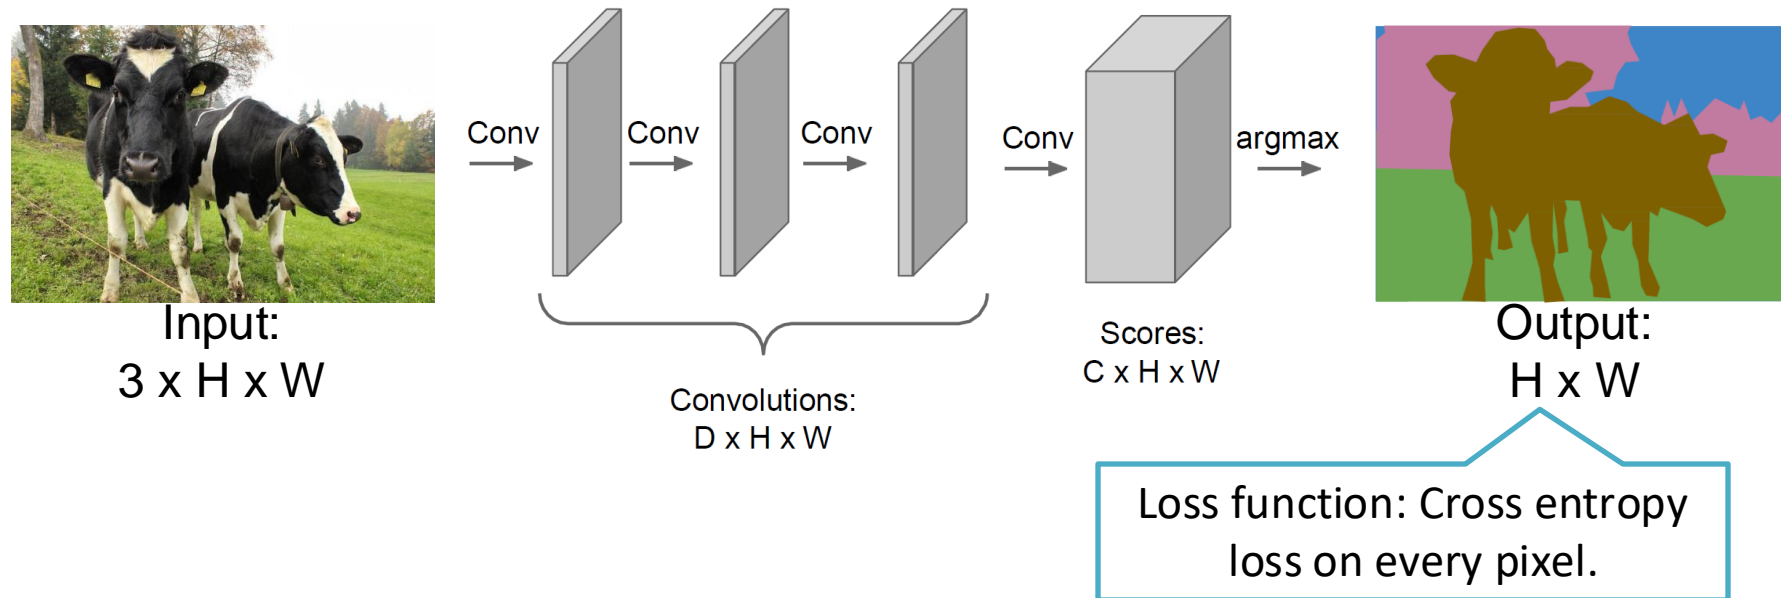 Conv
Conv
Conv
Conv
argmax
Input:
3 x H x W
Convolutions:
D x H x W
Scores:
C x H x W
Output:
H x W
Loss function: Cross entropy
loss on every pixel.